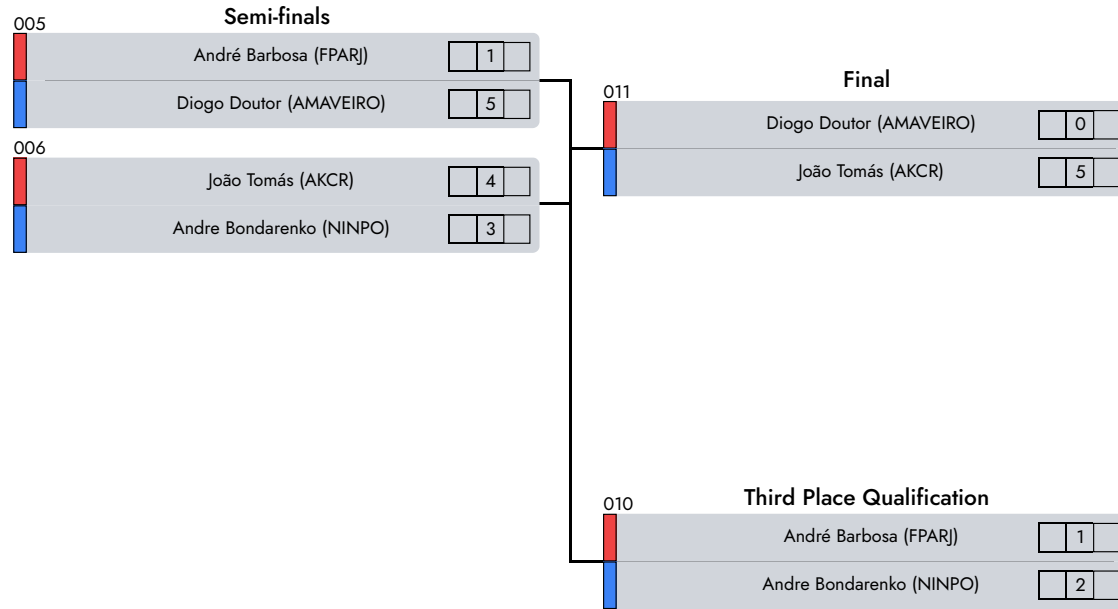 Semi-finals
005
André Barbosa (FPARJ) 1
Diogo Doutor (AMAVEIRO) 5
006
João Tomás (AKCR) 4
Andre Bondarenko (NINPO) 3
Final
011
Diogo Doutor (AMAVEIRO) 0
João Tomás (AKCR) 5
Third Place Qualification
010
André Barbosa (FPARJ) 1
Andre Bondarenko (NINPO) 2